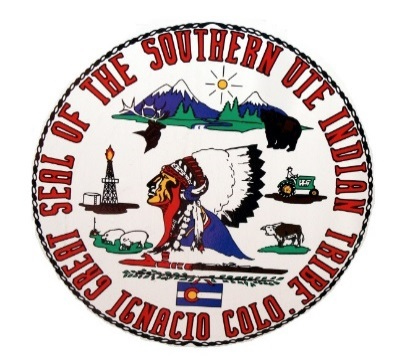 GREAT SEAL OF THE SOUTHERN UTE INDIAN TRIBE,
IGNACIO COLO.